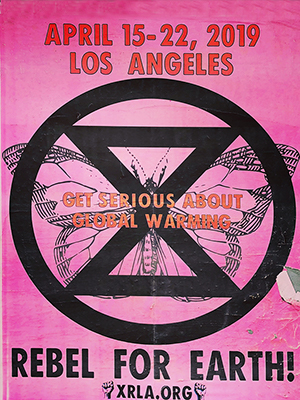 APRIL 15-22, 2019
LOS ANGELES
GET SERIOUS ABOUT
GLOBAL WARMING
REBEL FOR EARTH!
XRLA.ORG